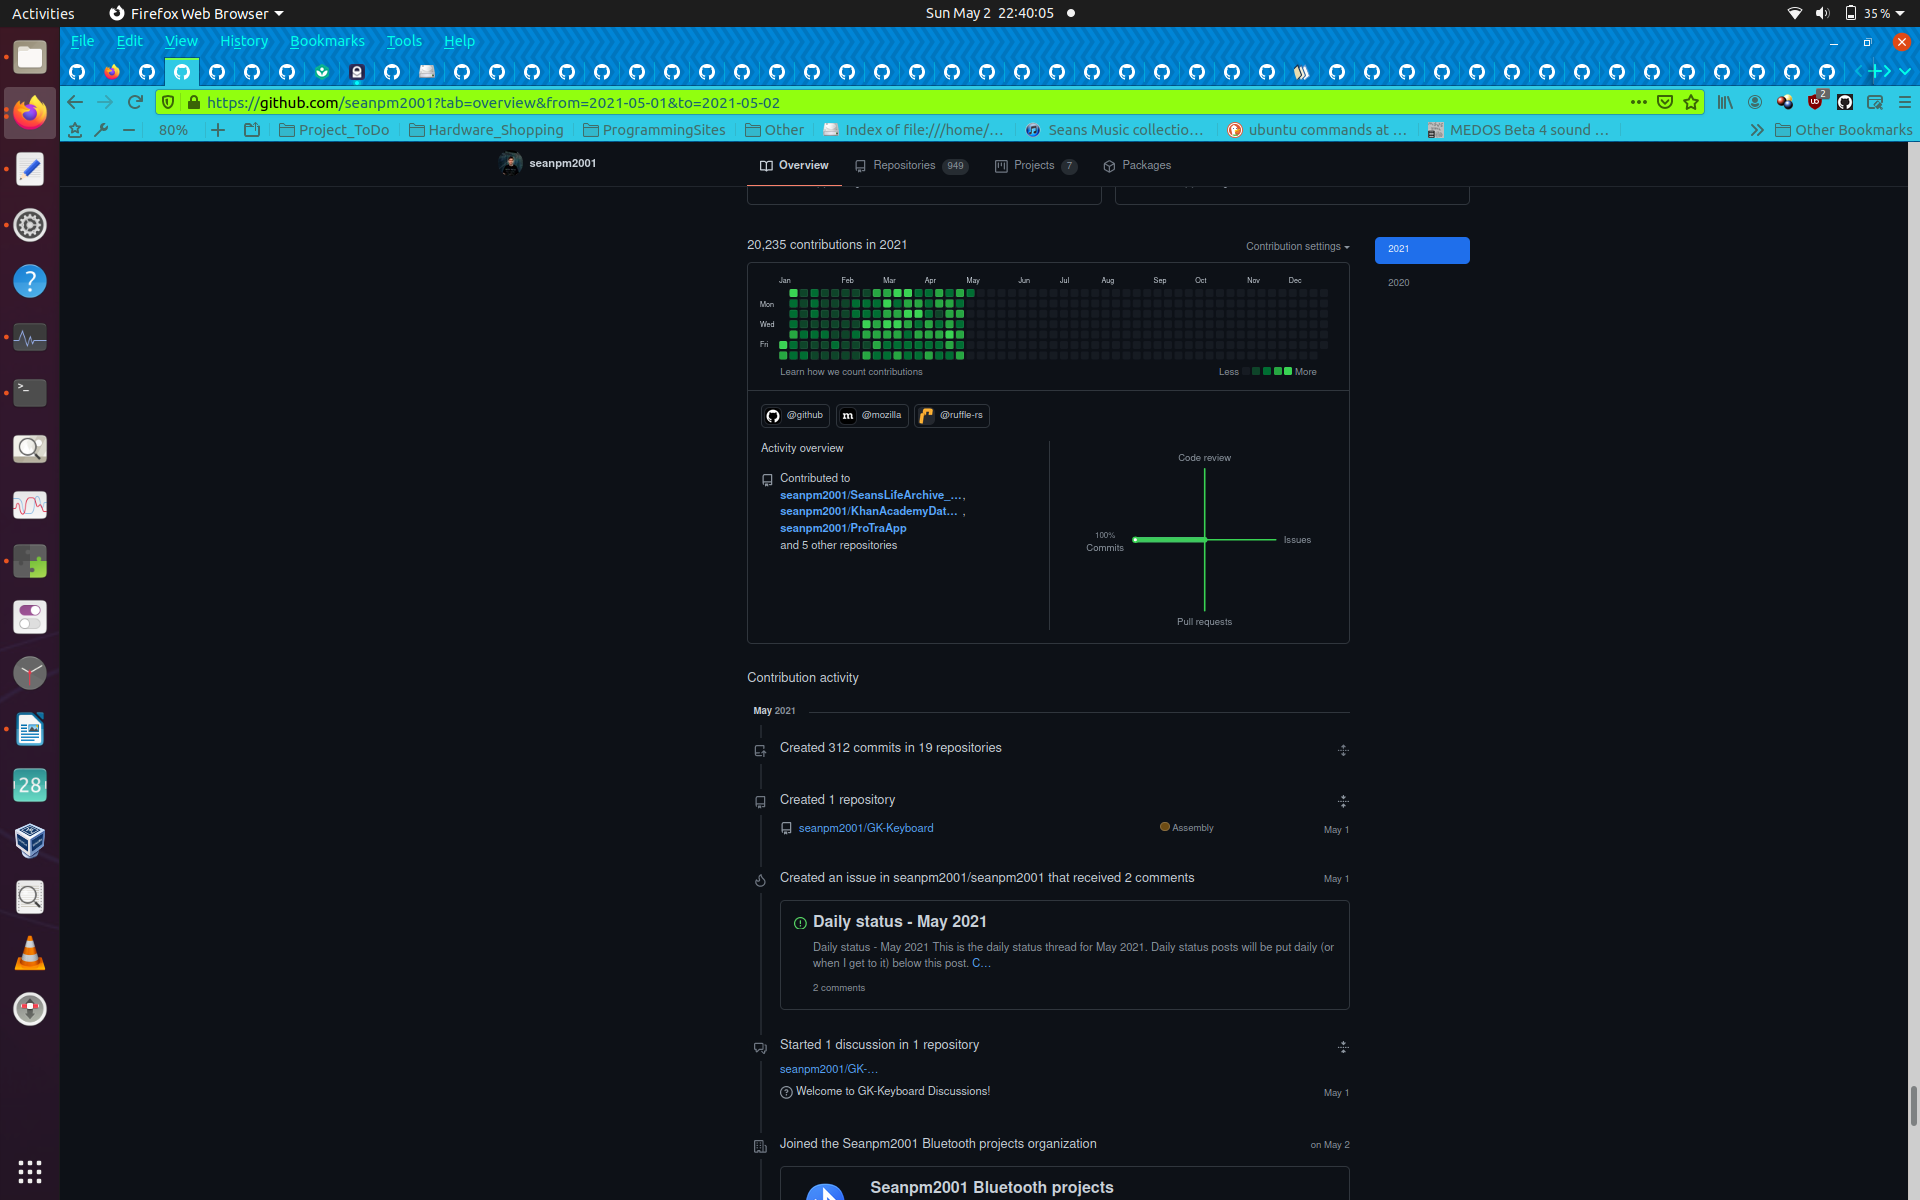 Activities
Firefox Web Browser
Sun May 2 22:40:05
35 %
File Edit View History Bookmarks Tools Help
https://github.com/seanpm2001?tab=overview&from=2021-05-01&to=2021-05-02
2
80%
Project_ToDo
Hardware_Shopping
ProgrammingSites
Other
Index of file:///home/…
Seans Music collectio…
ubuntu commands at …
MEDOS Beta 4 sound …
Other Bookmarks
seanpm2001
Overview
Repositories 949
Projects 7
Packages
20,235 contributions in 2021
Contribution settings
2021
2020
Jan Feb Mar Apr May Jun Jul Aug Sep Oct Nov Dec
Mon
Wed
Fri
Learn how we count contributions
Less More
@github
@mozilla
@ruffle-rs
Activity overview
Contributed to
seanpm2001/SeansLifeArchive_… ,
seanpm2001/KhanAcademyDat… ,
seanpm2001/ProTraApp
and 5 other repositories
Code review
100%
Commits
Issues
Pull requests
Contribution activity
May 2021
Created 312 commits in 19 repositories
Created 1 repository
seanpm2001/GK-Keyboard
Assembly
May 1
Created an issue in seanpm2001/seanpm2001 that received 2 comments
May 1
Daily status - May 2021
Daily status - May 2021 This is the daily status thread for May 2021. Daily status posts will be put daily (or
when I get to it) below this post. C…
2 comments
Started 1 discussion in 1 repository
seanpm2001/GK-…
Welcome to GK-Keyboard Discussions!
May 1
Joined the Seanpm2001 Bluetooth projects organization
on May 2
Seanpm2001 Bluetooth projects
28